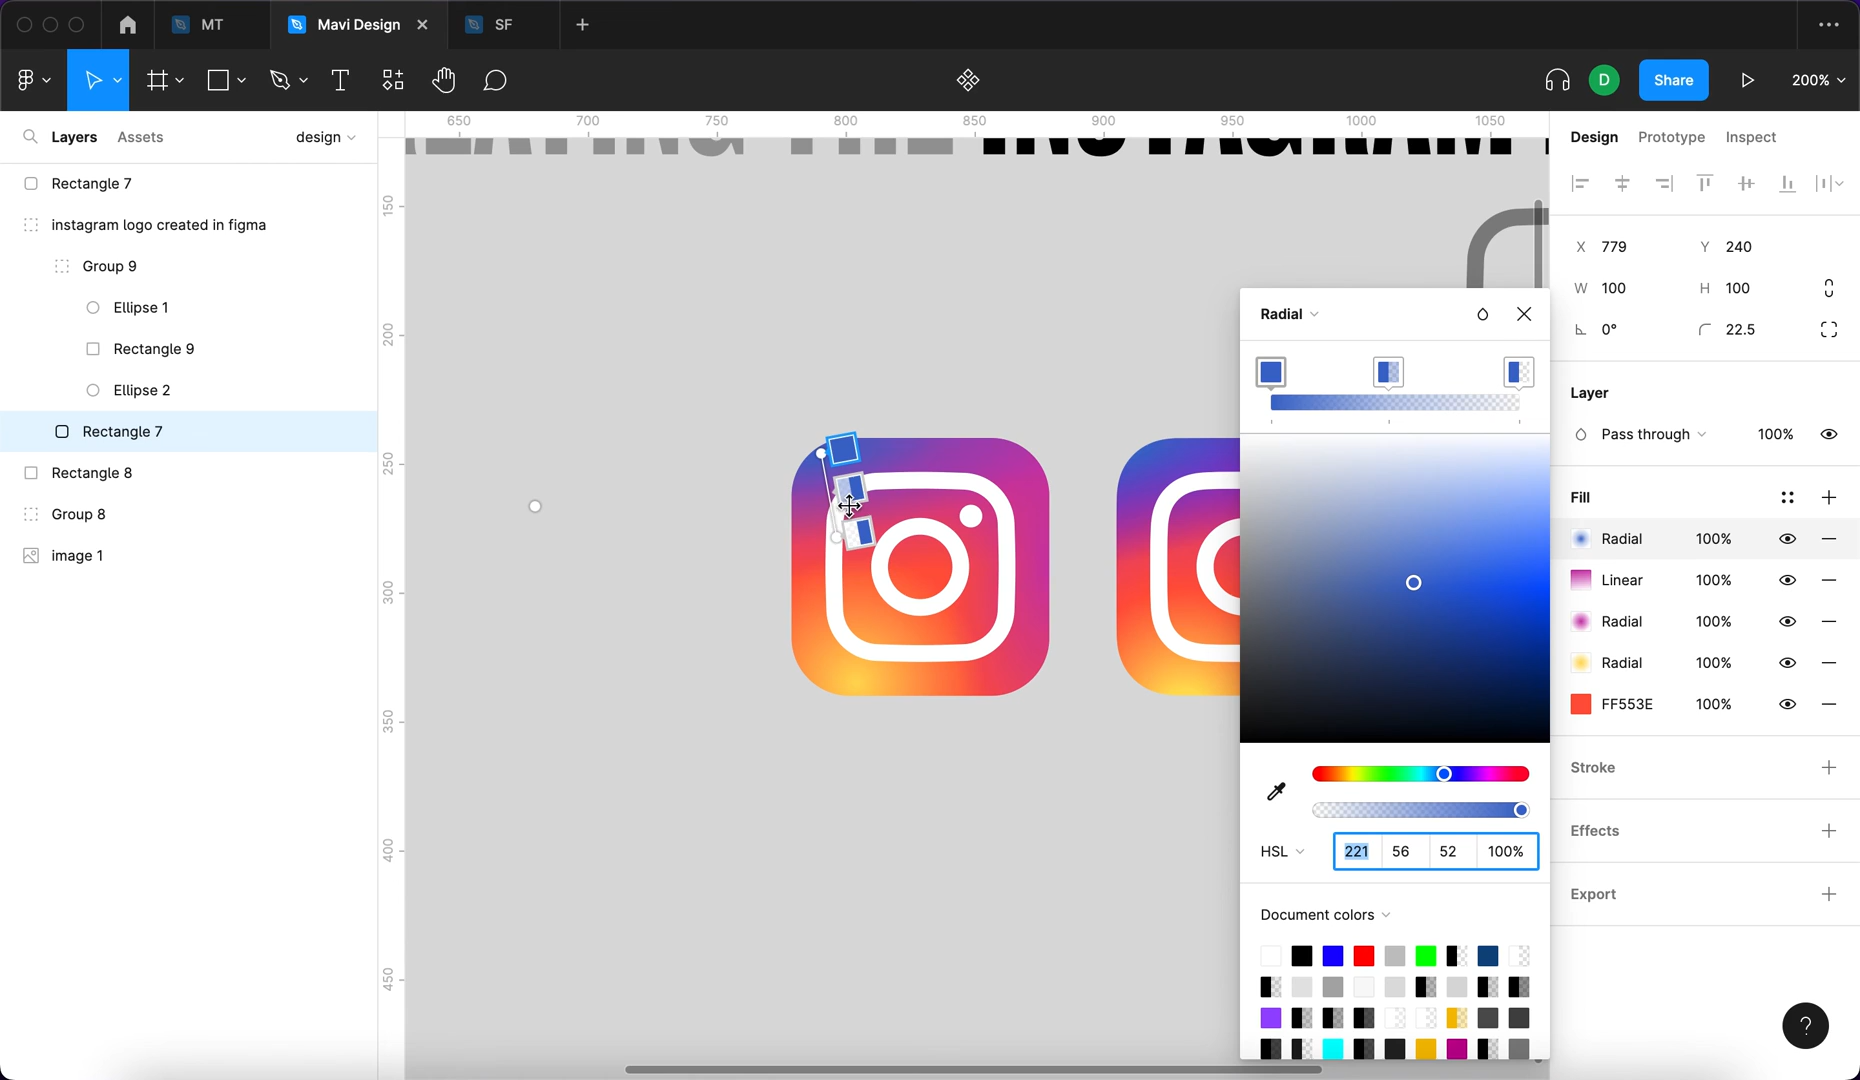 MT
Mavi Design
SF
D
Share
200%
Layers
Assets
design
650
700
750
800
850
900
950
1000
1050
Design
Prototype
Inspect
CREATING THE INSTAGRAM
Rectangle 7
instagram logo created in figma
Group 9
Ellipse 1
Rectangle 9
Ellipse 2
Rectangle 7
Rectangle 8
Group 8
image 1
150
200
250
300
350
400
450
Radial
HSL
221
56
52
100%
Document colors
X 779
Y 240
W 100
H 100
0°
22.5
Layer
Pass through
100%
Fill
Radial 100%
Linear 100%
Radial 100%
Radial 100%
FF553E 100%
Stroke
Effects
Export
?